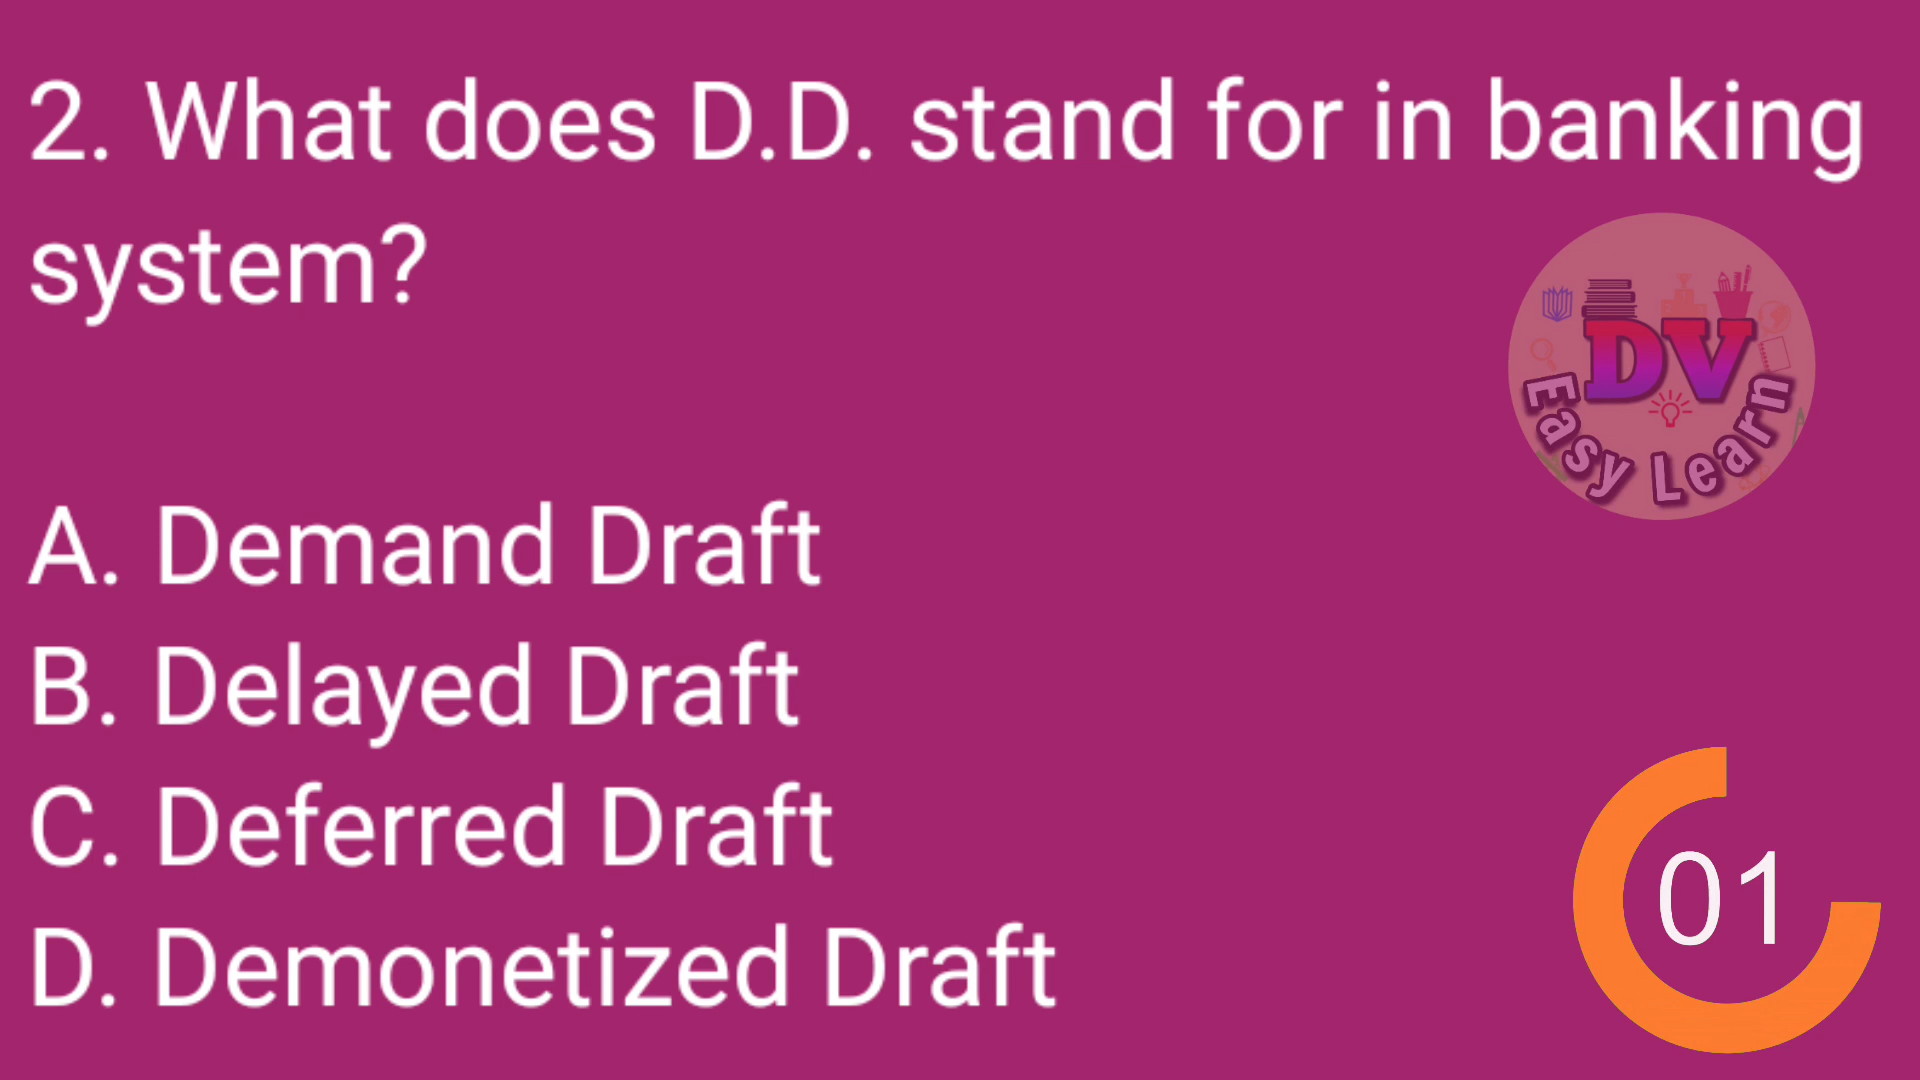 2. What does D.D. stand for in banking
system?
DV
Easy Learn
A. Demand Draft
B. Delayed Draft
C. Deferred Draft
D. Demonetized Draft
01